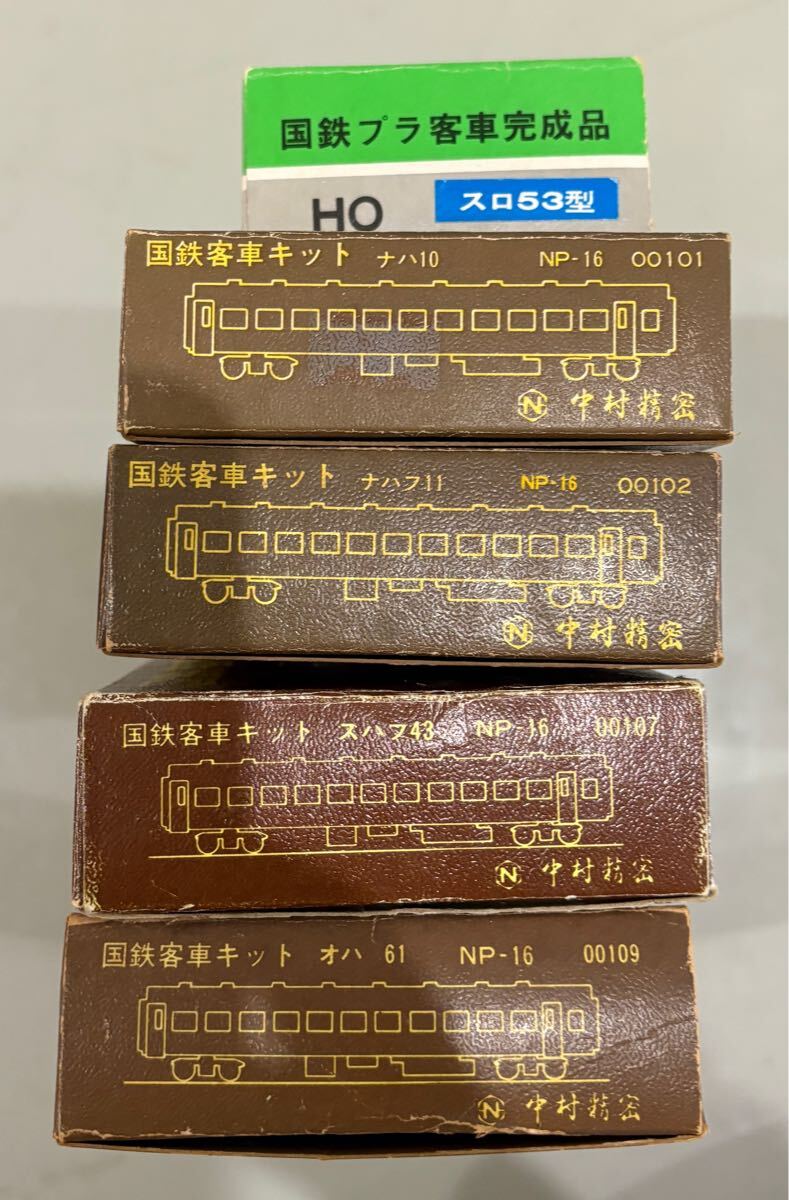 国鉄プラ客車完成品
HO スロ53型
国鉄客車キット ナハ10 NP-16 00101
N 中村精密
国鉄客車キット ナハフ11 NP-16 00102
N 中村精密
国鉄客車キット スハフ43 NP-16 00107
N 中村精密
国鉄客車キット オハ 61 NP-16 00109
N 中村精密